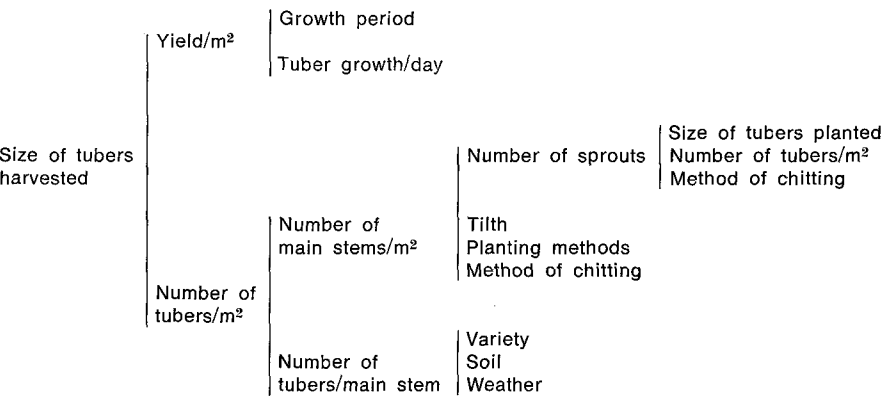 Growth period
Yield/m²
Tuber growth/day
Size of tubers planted
Size of tubers
harvested
Number of sprouts
Number of tubers/m²
Method of chitting
Number of
main stems/m²
Tilth
Planting methods
Method of chitting
Number of
tubers/m²
Variety
Number of
tubers/main stem
Soil
Weather